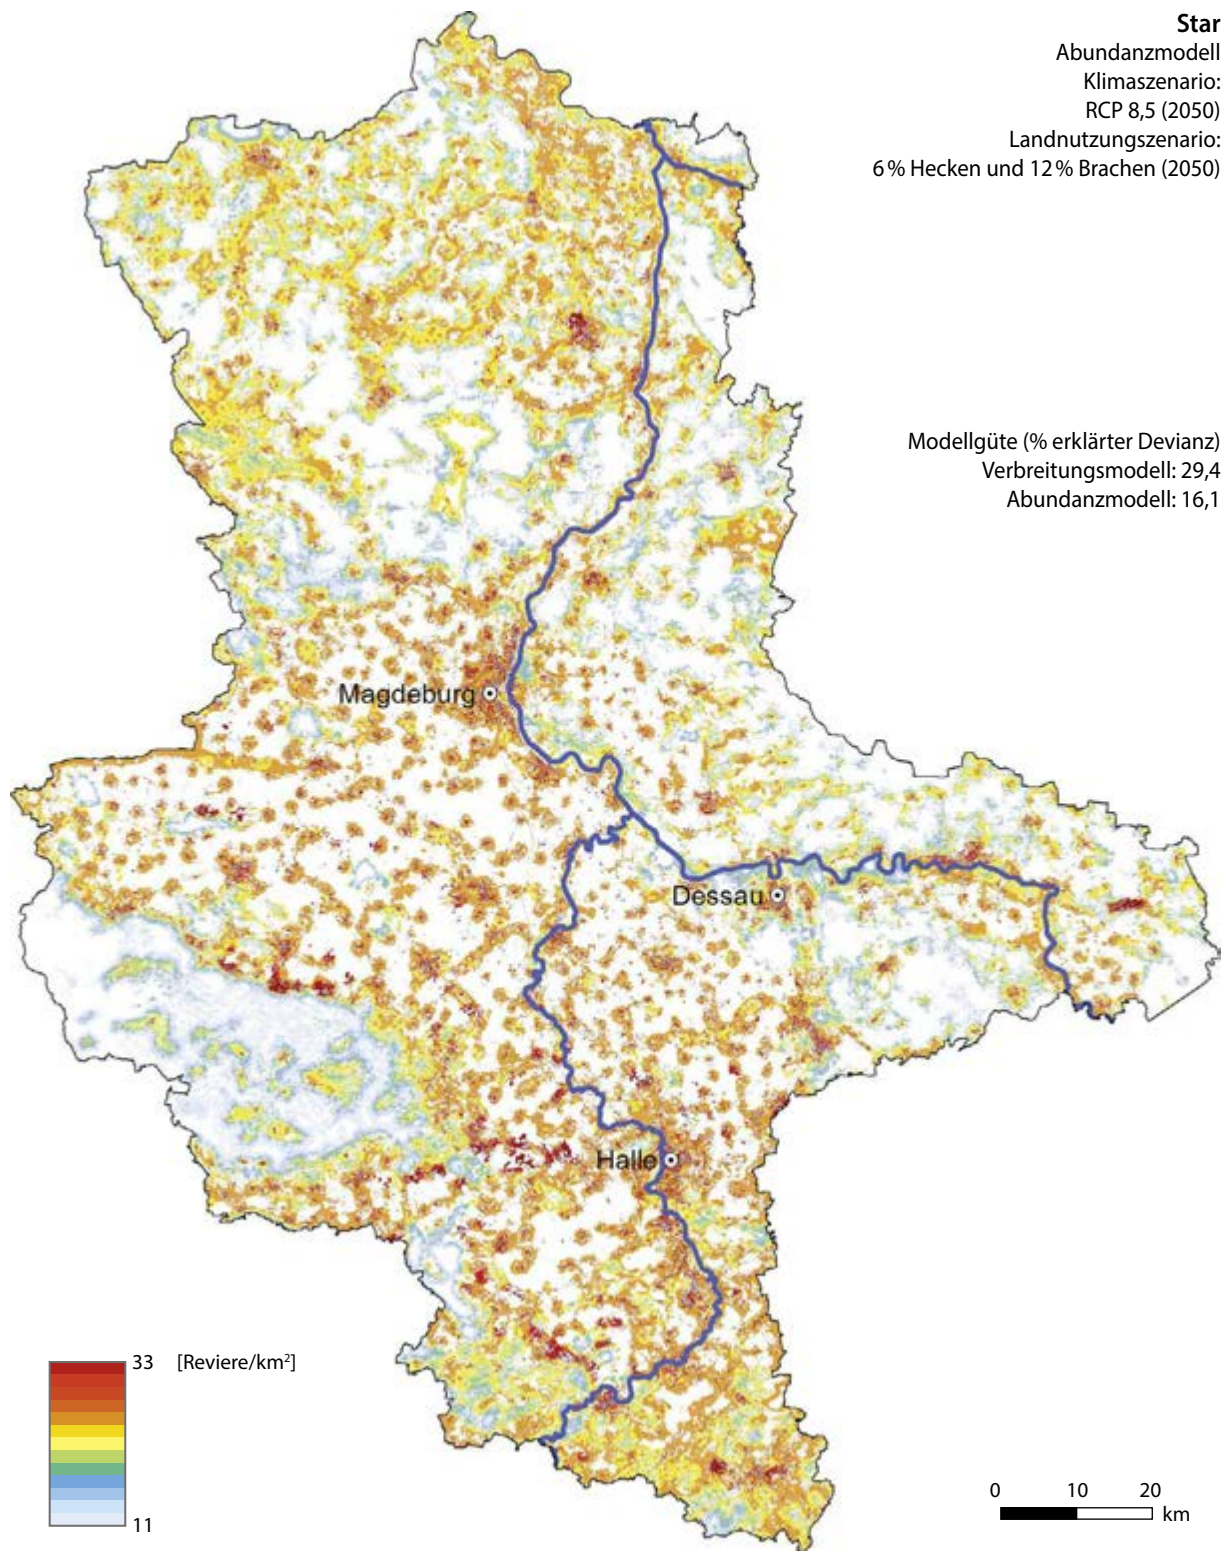 Star
Abundanzmodell
Klimaszenario:
RCP 8,5 (2050)
Landnutzungszenario:
6 % Hecken und 12 % Brachen (2050)
Modellgüte (% erklärter Devianz)
Verbreitungsmodell: 29,4
Abundanzmodell: 16,1
Magdeburg
Dessau
Halle
33 [Reviere/km²]
11
0 10 20
km